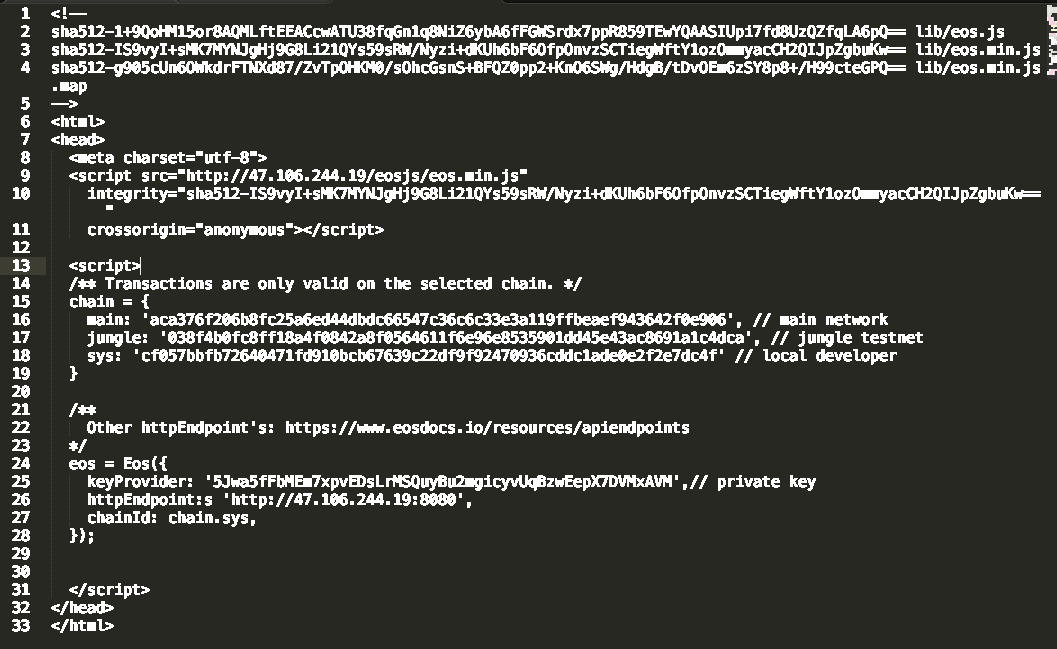 1 <!--
2 sha512-1+9QoHM15or8AQMLftEEACcwATU38fqGn1q8NiZ6ybA6fFGWSrdx7ppR859TEwYQAASIUpi7fd8UzQZfqLA6pQ== lib/eos.js
3 sha512-IS9vyI+sMK7MYNJgHj9G8Li21QYs59sRW/Nyzi+dKUh6bF6OfpOnvzSCTiegWftY1ozOmmyacCH2QIJpZgbuKw== lib/eos.min.js
4 sha512-g905cUn6OWkdrFTNXd87/ZvTpOHKM0/sOhcGsnS+BFQZ0pp2+KnO6SWg/HdgB/tDvOEm6zSY8p8+/H99cteGPQ== lib/eos.min.js
.map
5 -->
6 <html>
7 <head>
8 <meta charset="utf-8">
9 <script src="http://47.106.244.19/eosjs/eos.min.js"
10 integrity="sha512-IS9vyI+sMK7MYNJgHj9G8Li21QYs59sRW/Nyzi+dKUh6bF6OfpOnvzSCTiegWftY1ozOmmyacCH2QIJpZgbuKw==
"
11 crossorigin="anonymous"></script>
12
13 <script>
14 /** Transactions are only valid on the selected chain. */
15 chain = {
16 main: 'aca376f206b8fc25a6ed44dbdc66547c36c6c33e3a119ffbeaef943642f0e906', // main network
17 jungle: '038f4b0fc8ff18a4f0842a8f0564611f6e96e8535901dd45e43ac8691a1c4dca', // jungle testnet
18 sys: 'cf057bbfb72640471fd910bcb67639c22df9f92470936cddc1ade0e2f2e7dc4f' // local developer
19 }
20
21 /**
22 Other httpEndpoint's: https://www.eosdocs.io/resources/apiendpoints
23 */
24 eos = Eos({
25 keyProvider: '5Jwa5fFbMEm7xpvEDsLrMSQuyBu2mgicyvUqBzwEepX7DVMxAVM',// private key
26 httpEndpoint:s 'http://47.106.244.19:8080',
27 chainId: chain.sys,
28 });
29
30
31 </script>
32 </head>
33 </html>